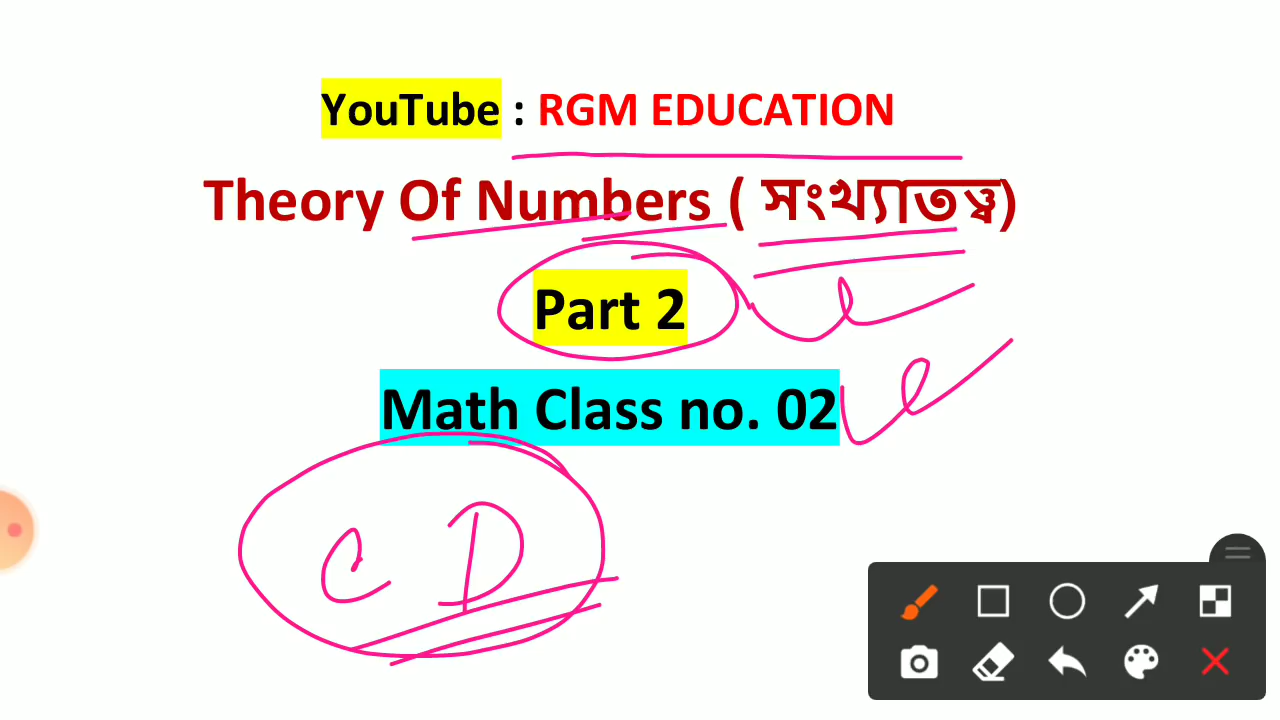 YouTube : RGM EDUCATION
Theory Of Numbers ( সংখ্যাতত্ত্ব)
Part 2
Math Class no. 02
C D